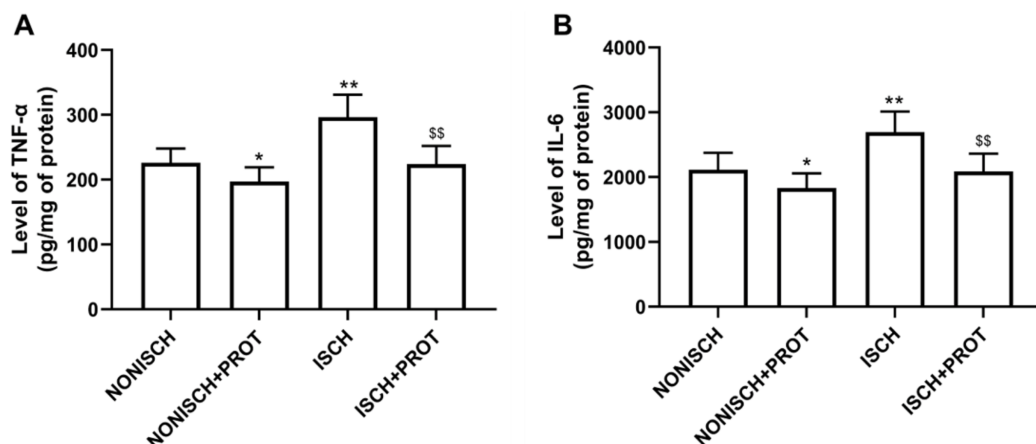 A
Level of TNF-α
(pg/mg of protein)
400
300
200
100
0
*
**
$$
NONISCH
NONISCH+PROT
ISCH
ISCH+PROT
B
Level of IL-6
(pg/mg of protein)
4000
3000
2000
1000
0
*
**
$$
NONISCH
NONISCH+PROT
ISCH
ISCH+PROT